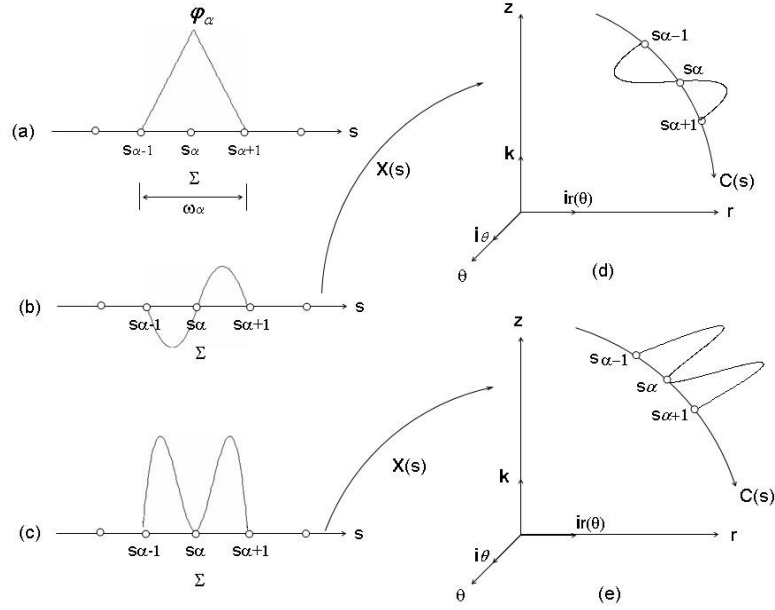 φα
(a)
sα-1 sα sα+1 s
Σ
ωα
(b)
sα-1 sα sα+1 s
Σ
X(s)
(c)
sα-1 sα sα+1 s
Σ
X(s)
z
sα-1
sα
sα+1
C(s)
k
ir(θ)
r
iθ
θ
(d)
z
sα-1
sα
sα+1
C(s)
k
ir(θ)
r
iθ
θ
(e)